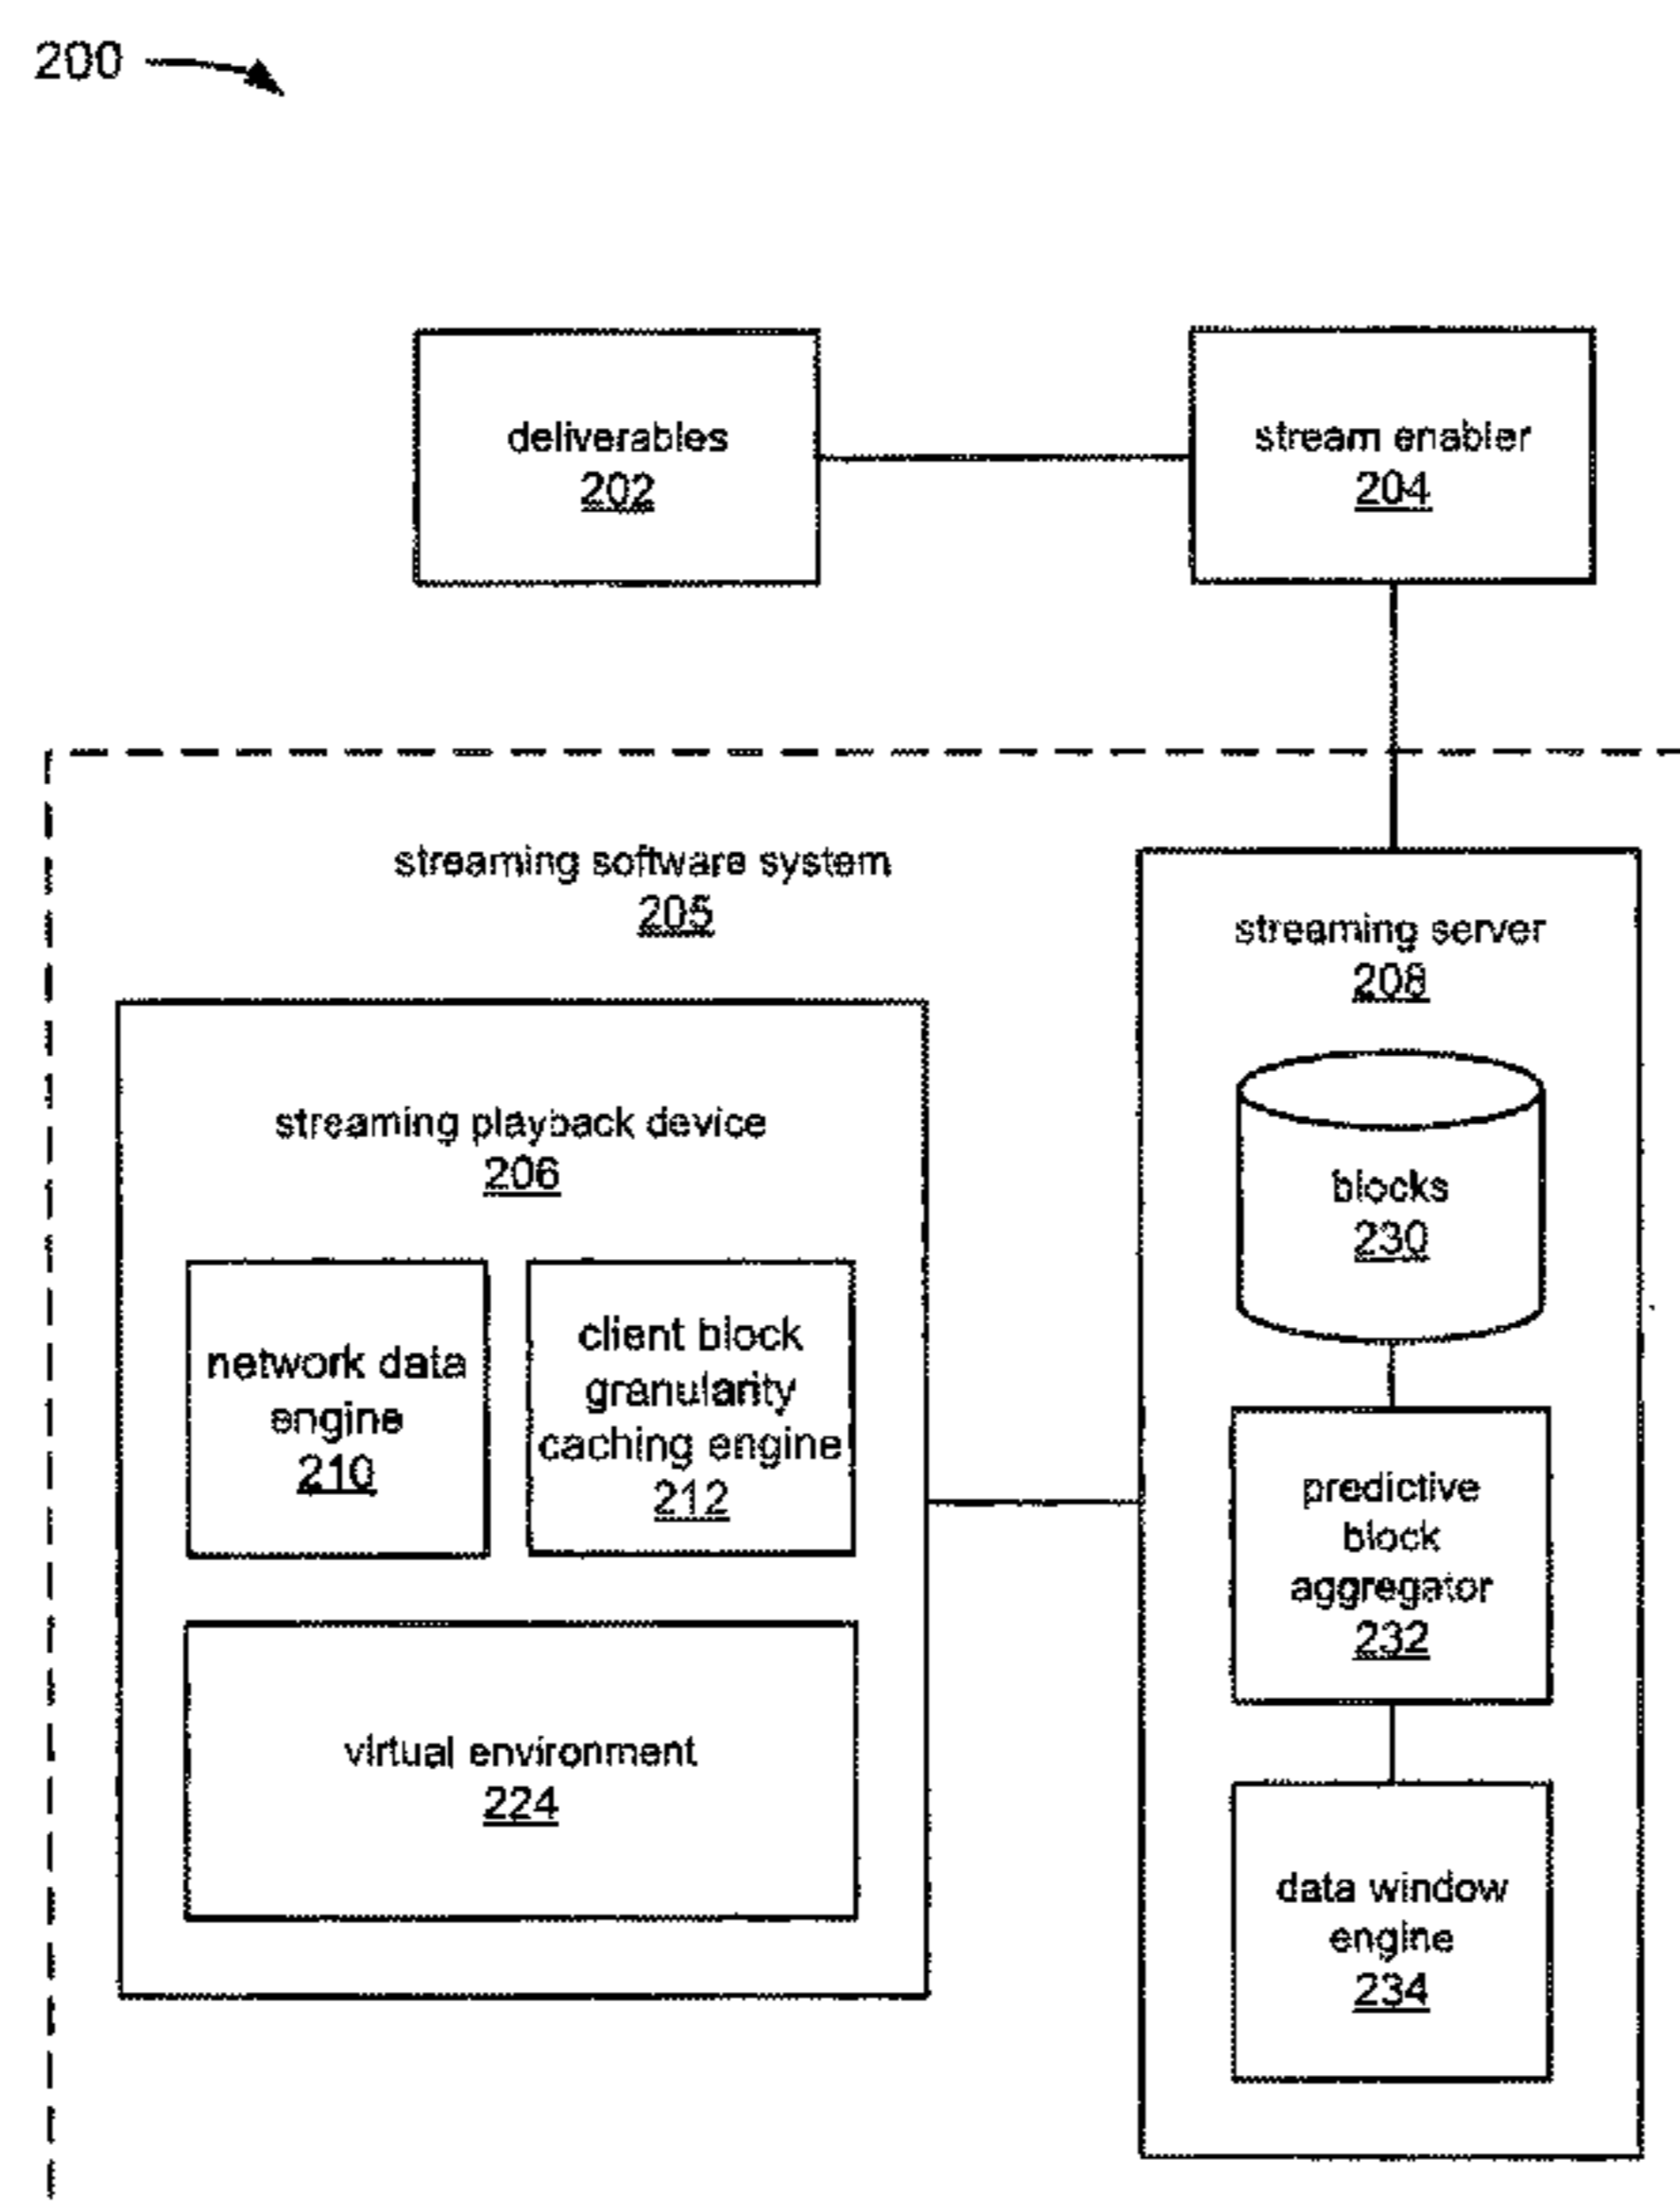 200
deliverables
202
stream enabler
204
streaming software system
205
streaming server
208
streaming playback device
206
blocks
230
network data
engine
210
client block
granularity
caching engine
212
predictive
block
aggregator
232
virtual environment
224
data window
engine
234